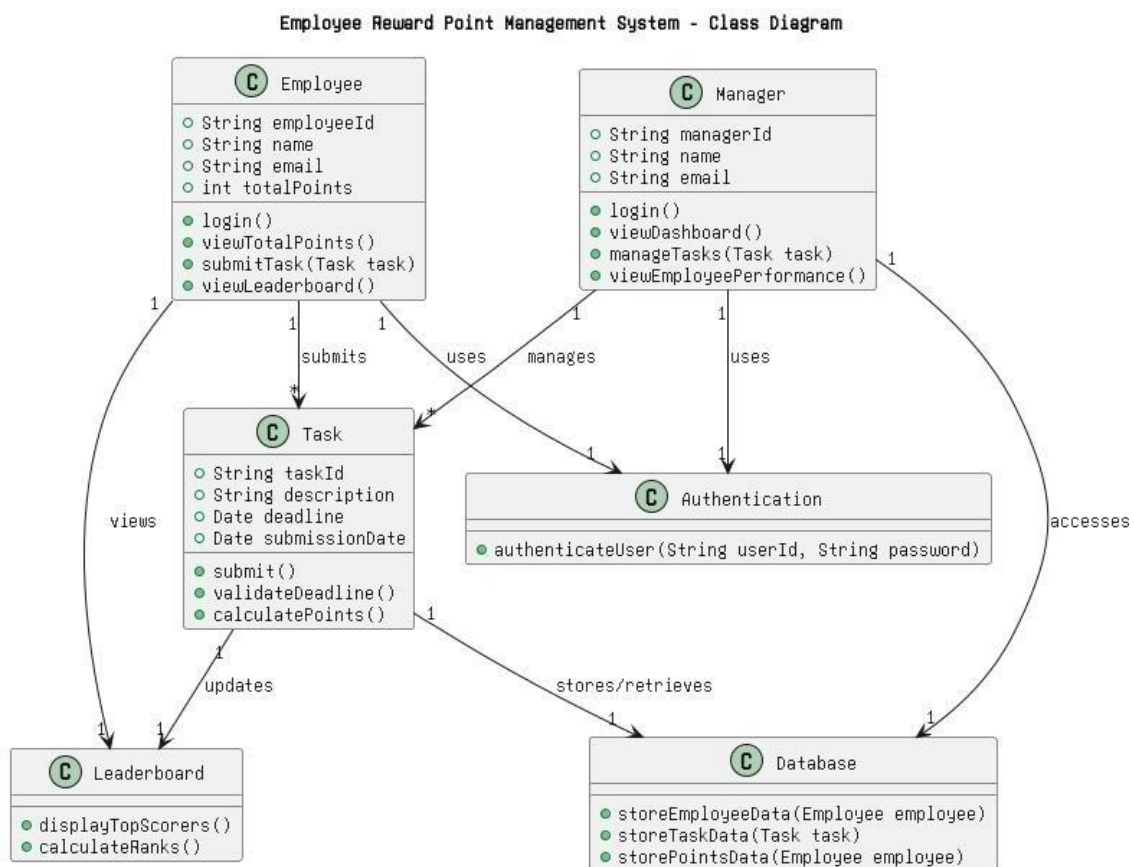 Employee Reward Point Management System - Class Diagram
C Employee
String employeeId
String name
String email
int totalPoints
login()
viewTotalPoints()
submitTask(Task task)
viewLeaderboard()
C Manager
String managerId
String name
String email
login()
viewDashboard()
manageTasks(Task task)
viewEmployeePerformance()
1
1
1
1
1
1
submits
uses
manages
uses
*
*
1
1
C Task
String taskId
String description
Date deadline
Date submissionDate
submit()
validateDeadline()
calculatePoints()
C Authentication
authenticateUser(String userId, String password)
views
accesses
1
1
updates
stores/retrieves
1
1
1
1
C Leaderboard
displayTopScorers()
calculateRanks()
C Database
storeEmployeeData(Employee employee)
storeTaskData(Task task)
storePointsData(Employee employee)